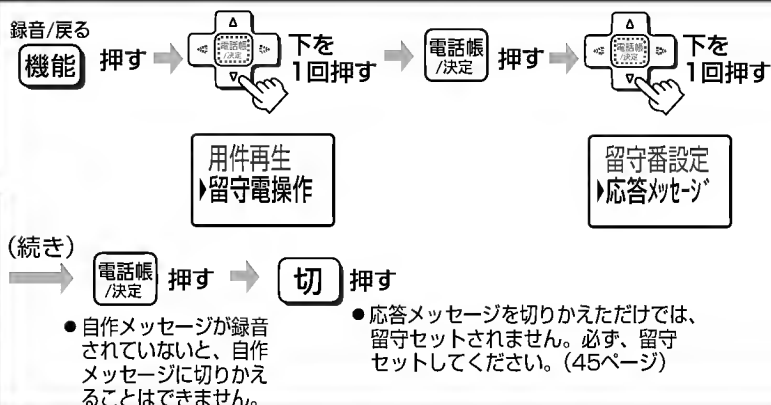 録音/戻る
機能 押す
電話帳
/決定
下を
1回押す
電話帳
/決定
押す
電話帳
/決定
下を
1回押す
用件再生
▶留守電操作
留守番設定
▶応答メッセージ
(続き)
電話帳
/決定
押す
切 押す
●自作メッセージが録音
されていないと、自作
メッセージに切りかえ
ることはできません。
●応答メッセージを切りかえただけでは、
留守セットされません。必ず、留守
セットしてください。(45ページ)